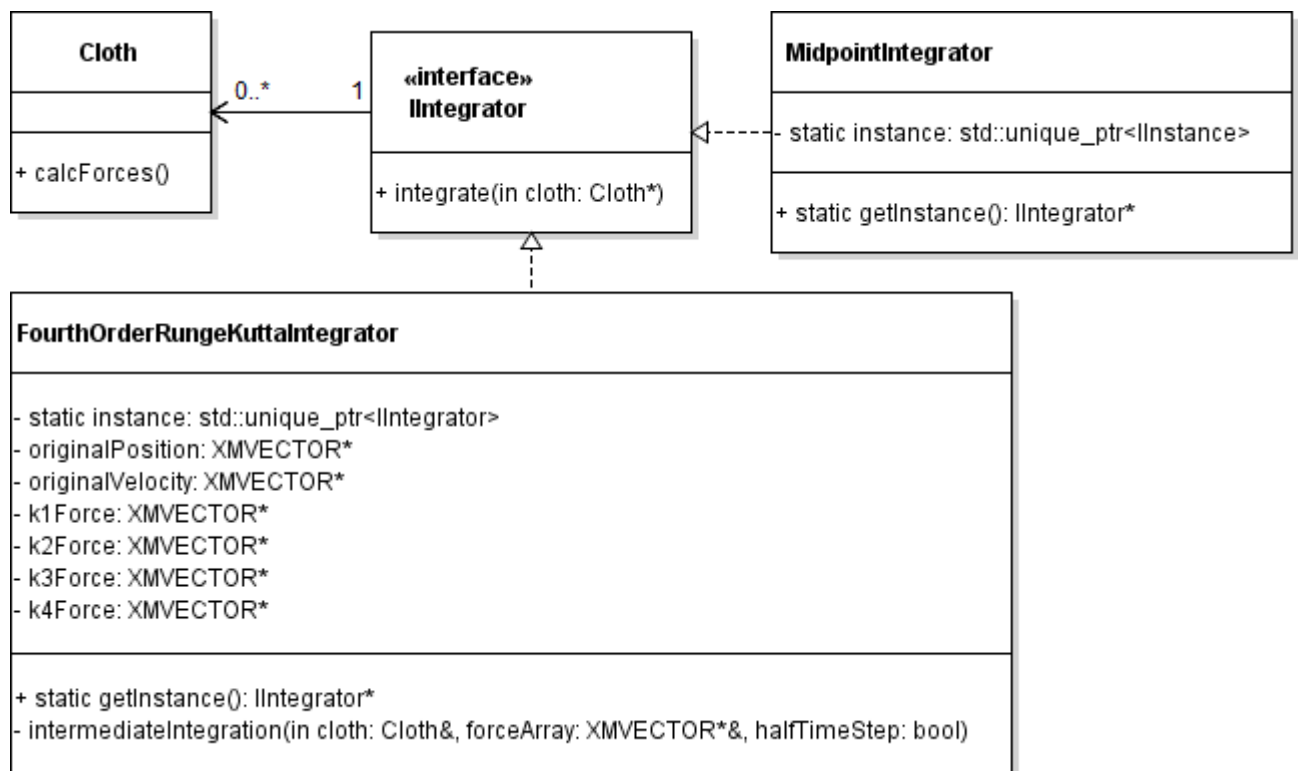 Cloth
+ calcForces()
0..*
1
«interface»
IIntegrator
+ integrate(in cloth: Cloth*)
MidpointIntegrator
- static instance: std::unique_ptr<IInstance>
+ static getInstance(): IIntegrator*
FourthOrderRungeKuttaIntegrator
- static instance: std::unique_ptr<IIntegrator>
- originalPosition: XMVECTOR*
- originalVelocity: XMVECTOR*
- k1Force: XMVECTOR*
- k2Force: XMVECTOR*
- k3Force: XMVECTOR*
- k4Force: XMVECTOR*
+ static getInstance(): IIntegrator*
- intermediateIntegration(in cloth: Cloth&, forceArray: XMVECTOR*&, halfTimeStep: bool)